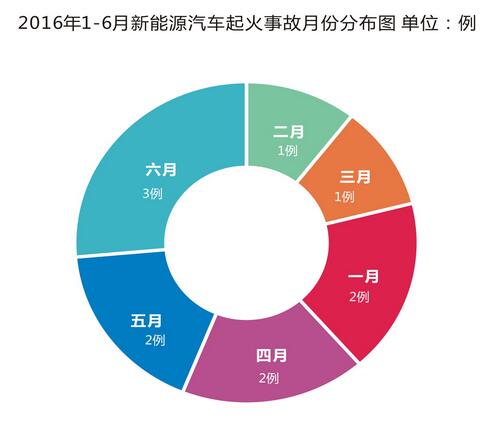 2016年1-6月新能源汽车起火事故月份分布图 单位：例
二月
1例
三月
1例
一月
2例
四月
2例
五月
2例
六月
3例